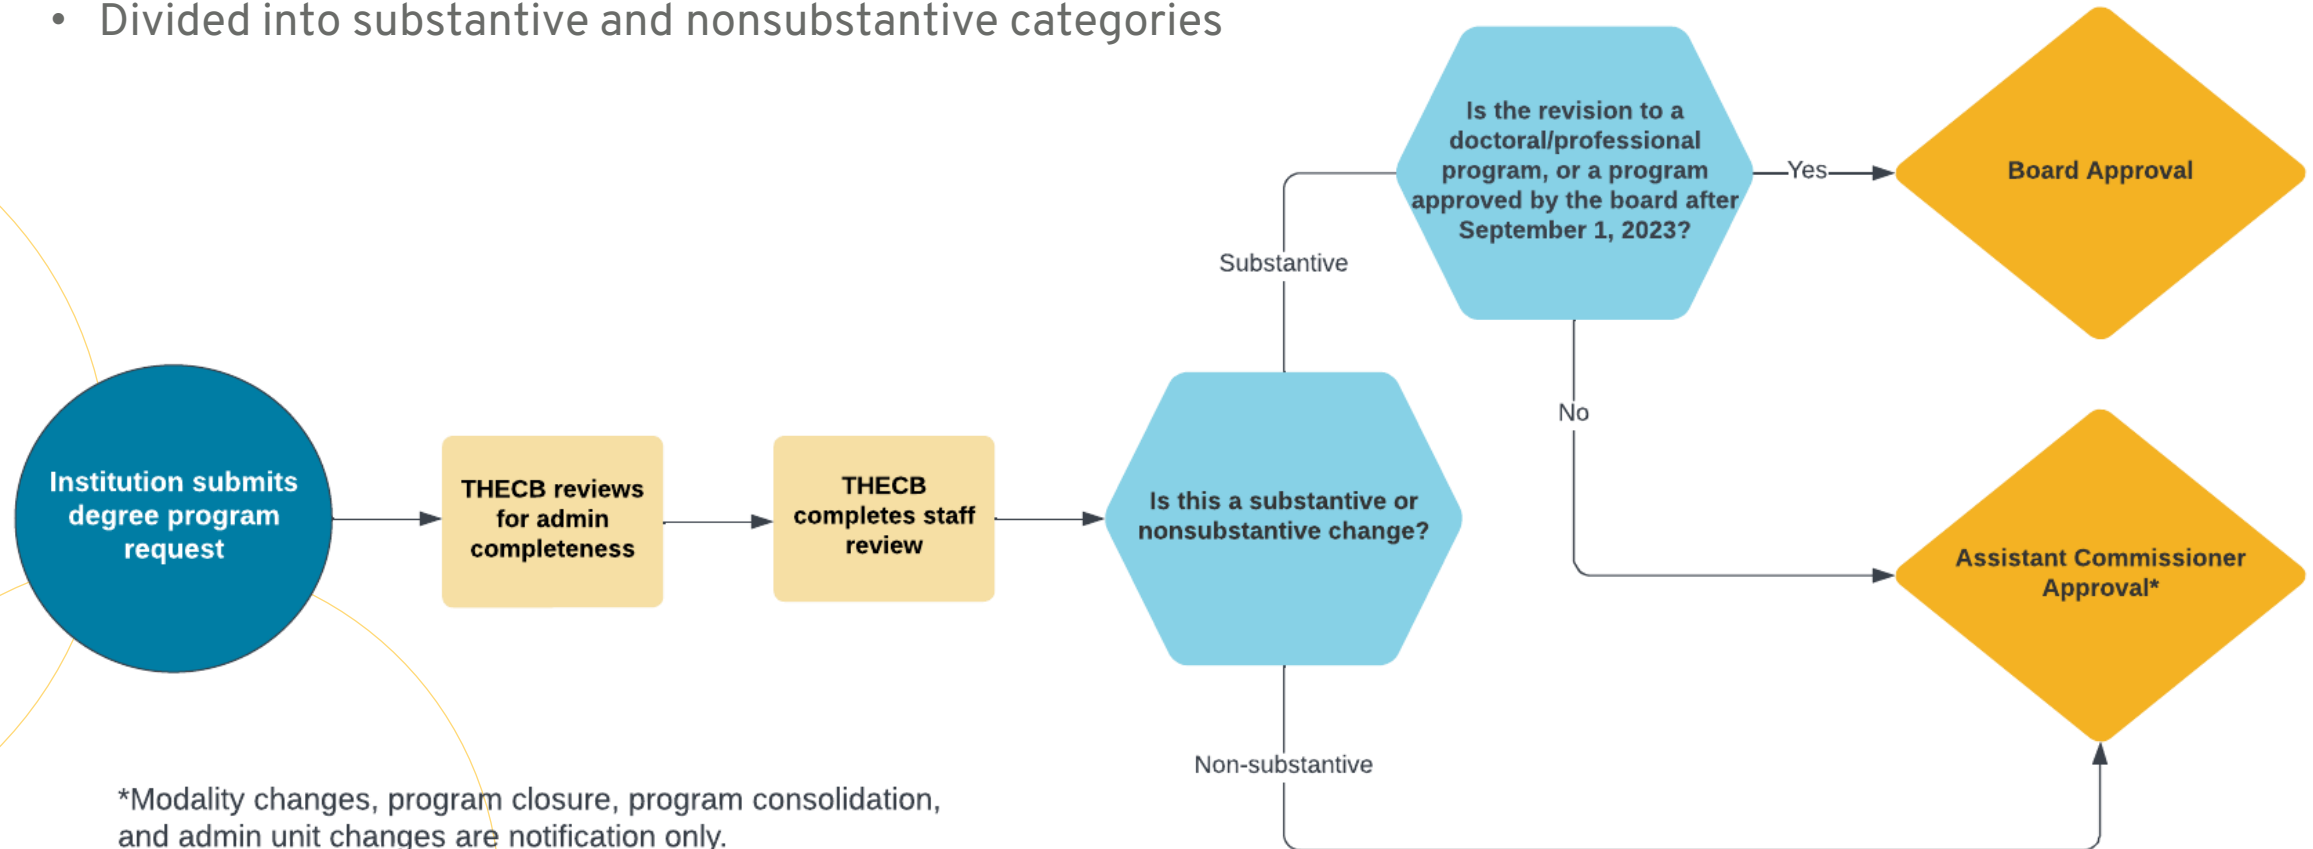 • Divided into substantive and nonsubstantive categories
Institution submits
degree program
request
THECB reviews
for admin
completeness
THECB
completes staff
review
Is this a substantive or
nonsubstantive change?
Substantive
Is the revision to a
doctoral/professional
program, or a program
approved by the board after
September 1, 2023?
Yes
Board Approval
No
Assistant Commissioner
Approval*
Non-substantive
*Modality changes, program closure, program consolidation,
and admin unit changes are notification only.